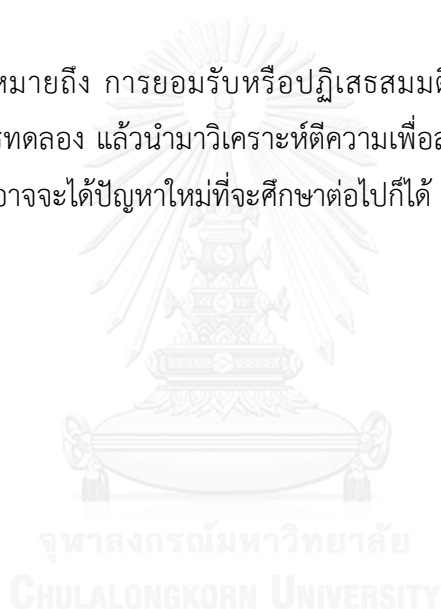 หมายถึง การยอมรับหรือปฏิเสธสมมติ
ทดลอง แล้วนำมาวิเคราะห์ตีความเพื่อ
อาจจะได้ปัญหาใหม่ที่จะศึกษาต่อไปก็ได้
จุฬาลงกรณ์มหาวิทยาลัย
CHULALONGKORN UNIVERSITY